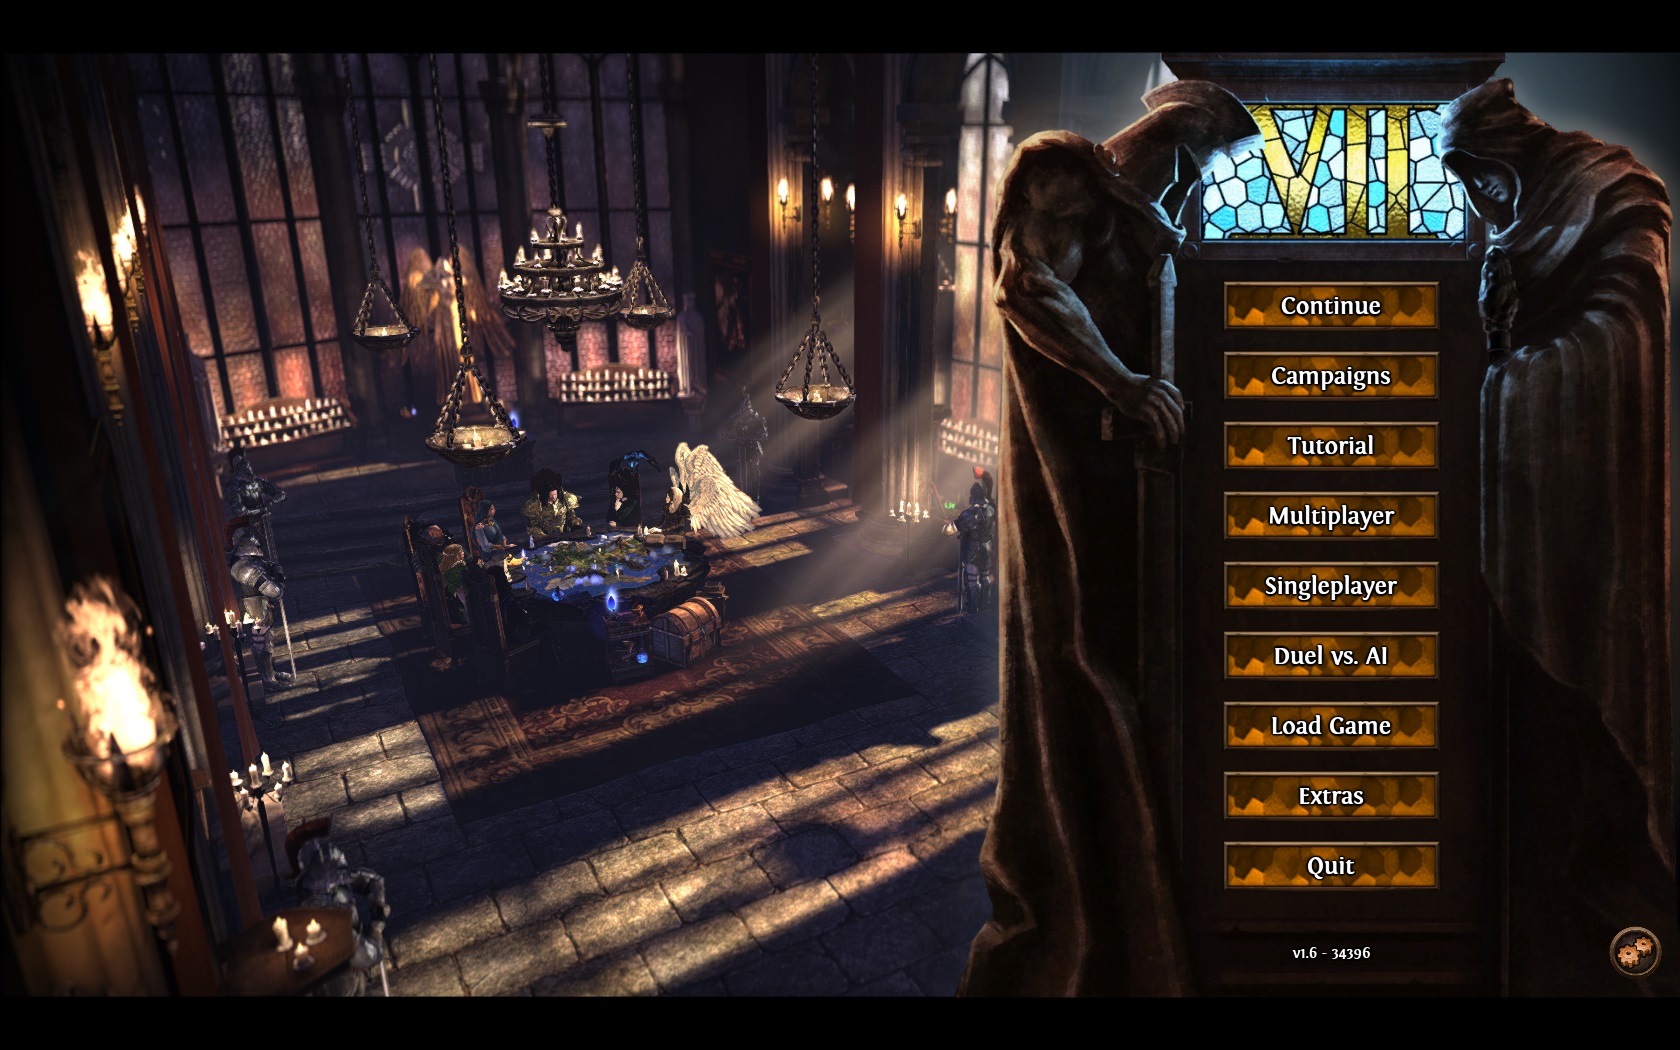 VII
Continue
Campaigns
Tutorial
Multiplayer
Singleplayer
Duel vs. AI
Load Game
Extras
Quit
v1.6 - 34396